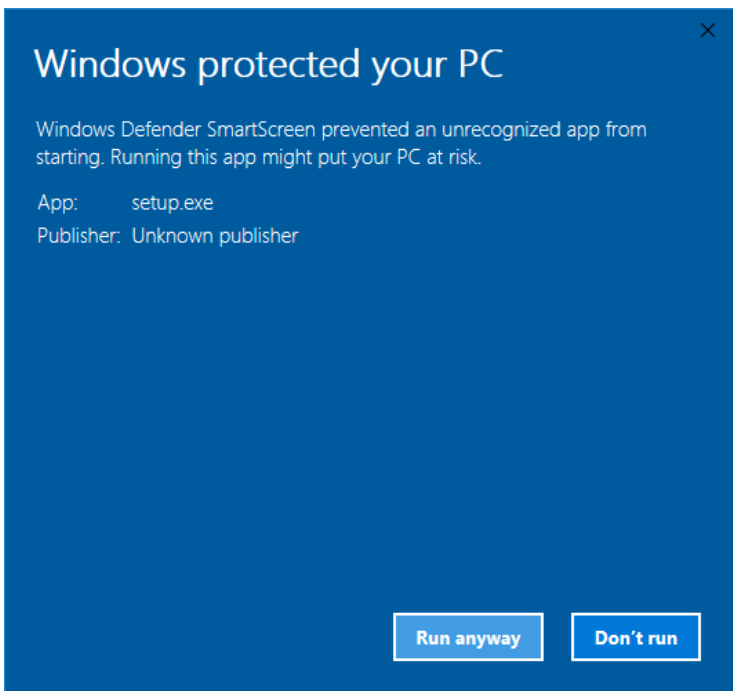 Windows protected your PC
Windows Defender SmartScreen prevented an unrecognized app from
starting. Running this app might put your PC at risk.
App: setup.exe
Publisher: Unknown publisher
Run anyway Don’t run